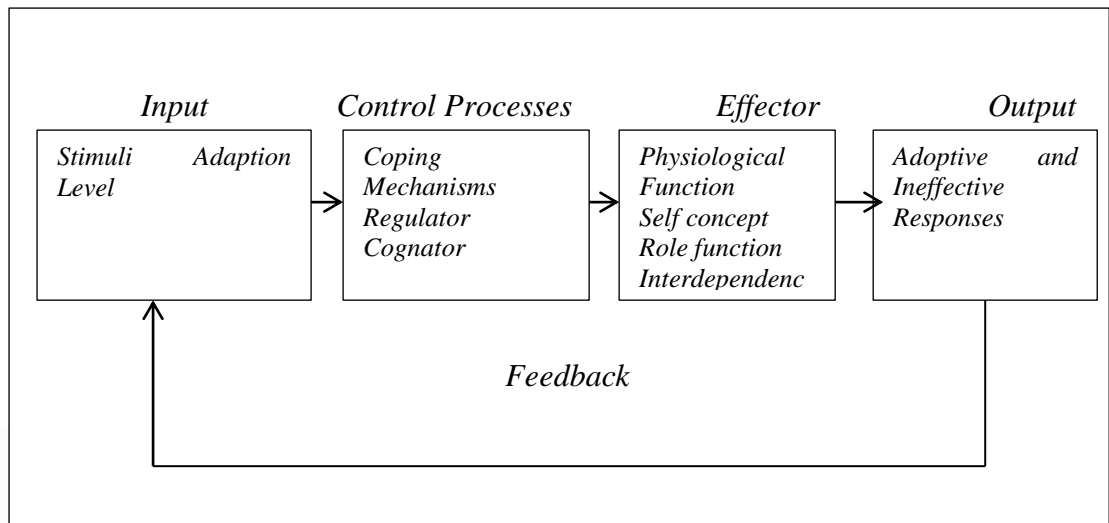 Input
Control Processes
Effector
Output
Stimuli Adaption
Level
Coping
Mechanisms
Regulator
Cognator
Physiological
Function
Self concept
Role function
Interdependenc
Adoptive and
Ineffective
Responses
Feedback